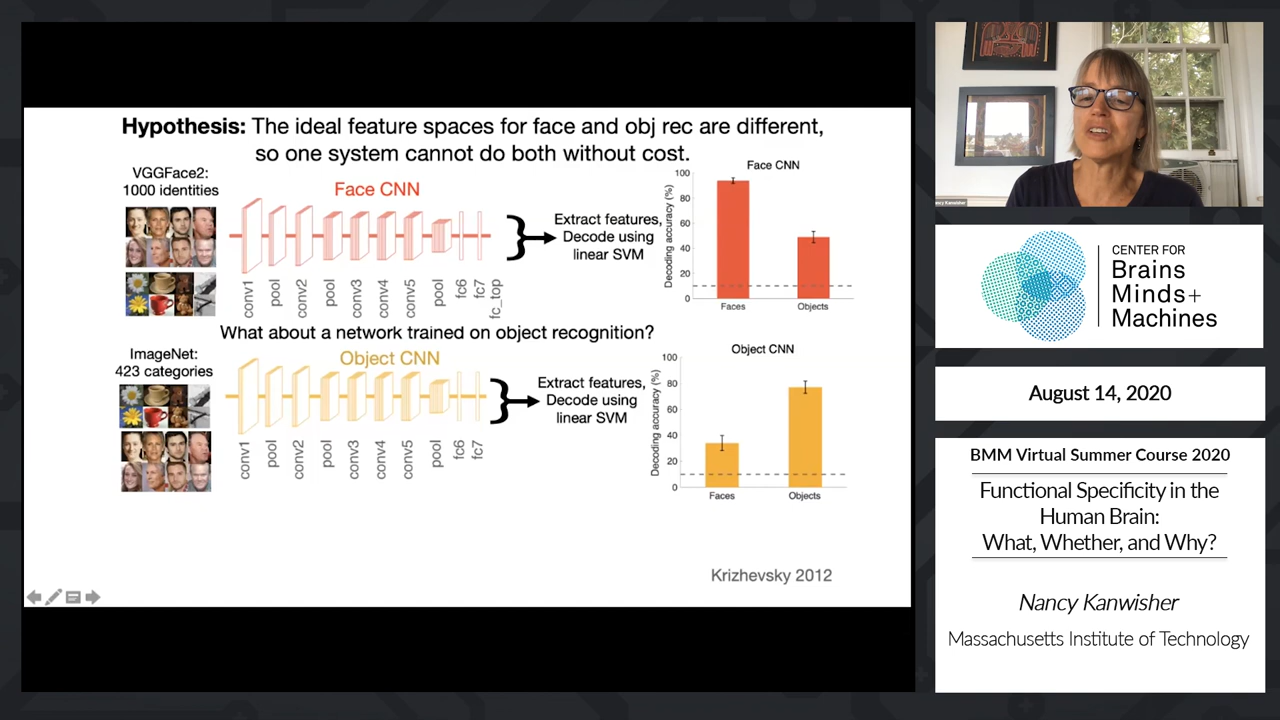 Hypothesis: The ideal feature spaces for face and obj rec are different,
so one system cannot do both without cost.
VGGFace2:
1000 identities
Face CNN
conv1
pool
conv2
pool
conv3
conv4
conv5
pool
fc6
fc7
fc_top
Extract features,
Decode using
linear SVM
Face CNN
Decoding accuracy (%)
100
80
60
40
20
0
Faces
Objects
What about a network trained on object recognition?
ImageNet:
423 categories
Object CNN
conv1
pool
conv2
pool
conv3
conv4
conv5
pool
fc6
fc7
Extract features,
Decode using
linear SVM
Object CNN
Decoding accuracy (%)
100
80
60
40
20
0
Faces
Objects
Krizhevsky 2012
Nancy Kanwisher
CENTER FOR
Brains
Minds+
Machines
August 14, 2020
BMM Virtual Summer Course 2020
Functional Specificity in the
Human Brain:
What, Whether, and Why?
Nancy Kanwisher
Massachusetts Institute of Technology